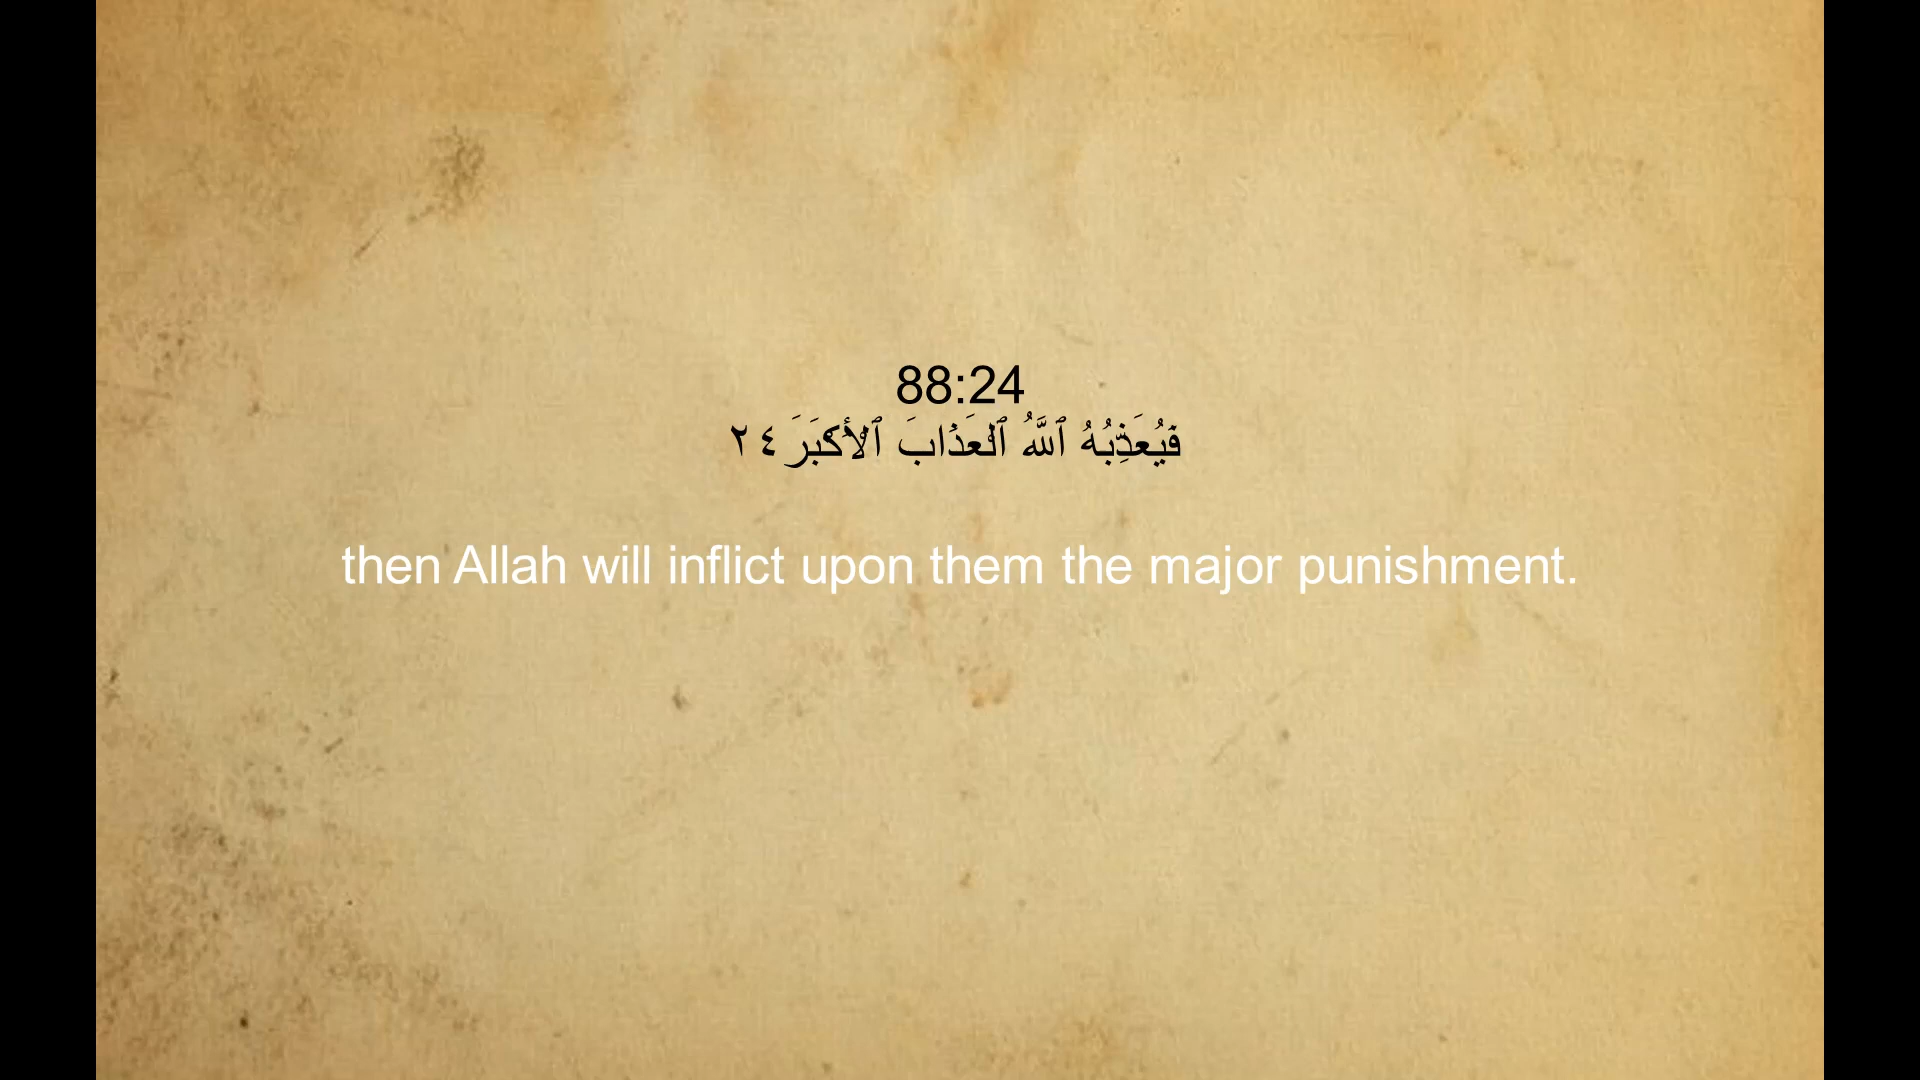 88:24
فَيُعَذِّبُهُ ٱللَّهُ ٱلْعَذَابَ ٱلْأَكْبَرَ ٢٤
then Allah will inflict upon them the major punishment.